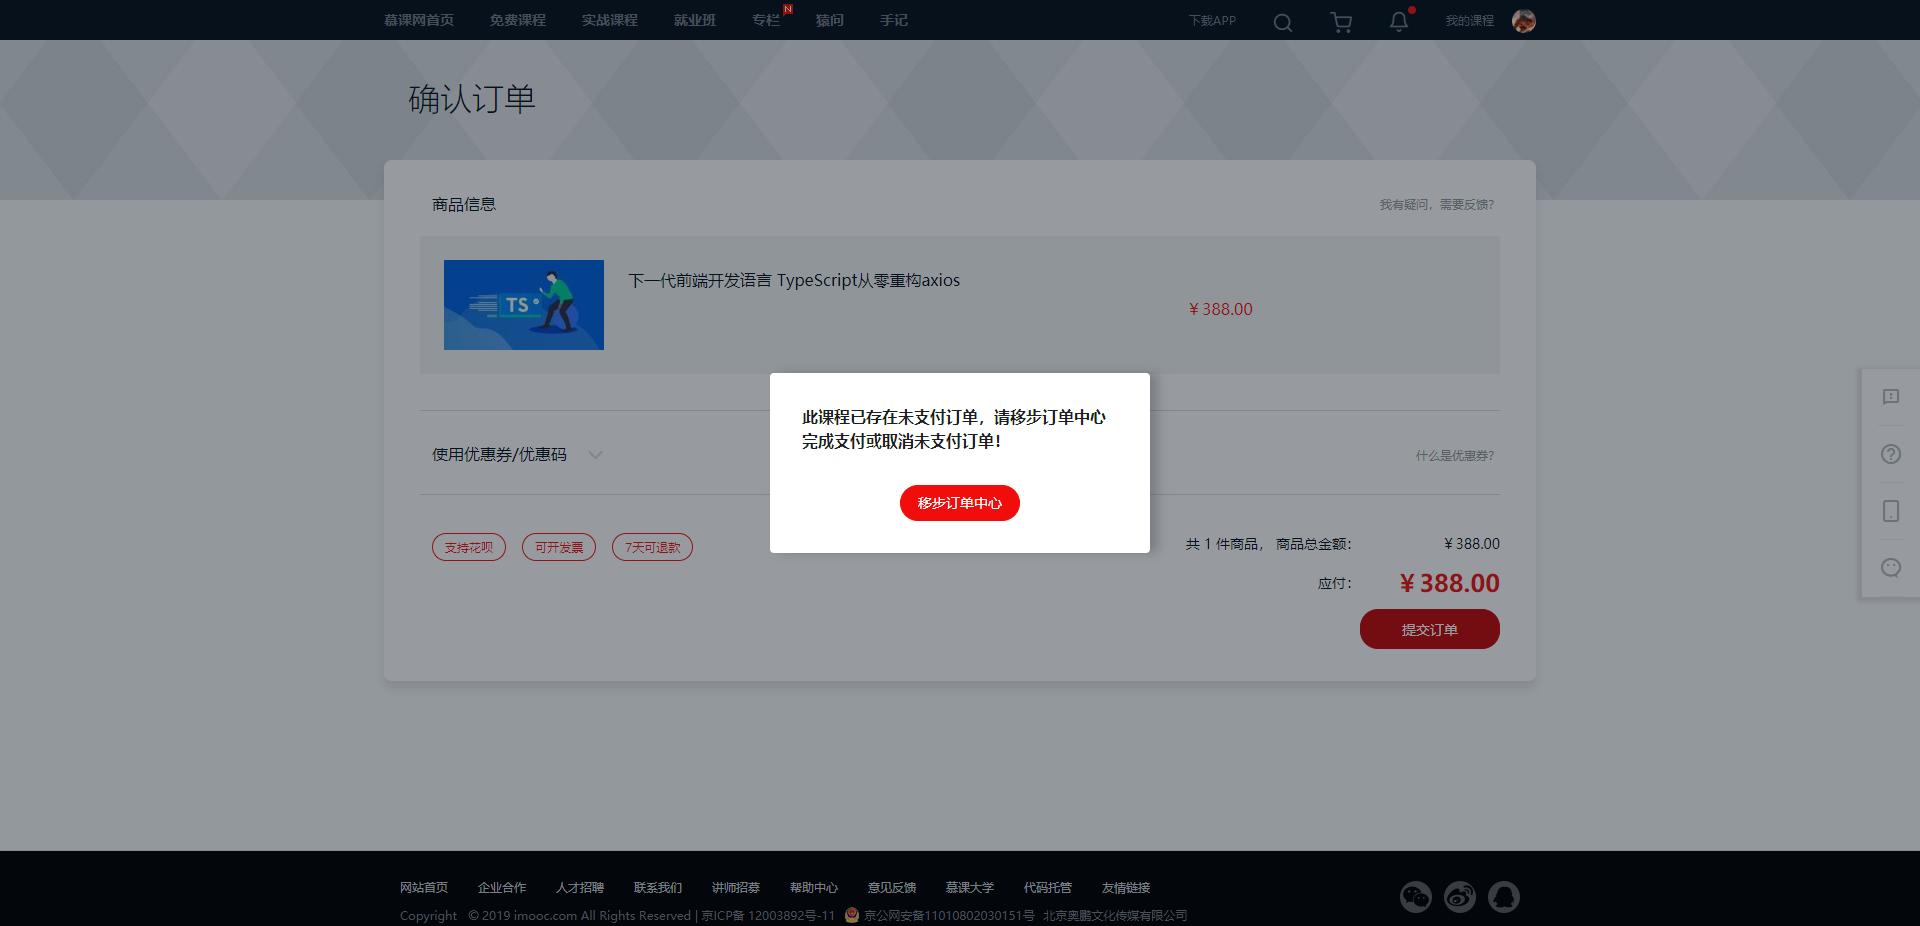 慕课网首页 免费课程 实战课程 就业班 专栏 N 猿问 手记 下载APP 我的课程
确认订单
商品信息 我有疑问，需要反馈?
TS
下一代前端开发语言 TypeScript从零重构axios
¥ 388.00
此课程已存在未支付订单，请移步订单中心
完成支付或取消未支付订单!
移步订单中心
使用优惠券/优惠码 什么是优惠券?
支持花呗 可开发票 7天可退款
共 1 件商品， 商品总金额： ¥ 388.00
应付： ¥ 388.00
提交订单
网站首页 企业合作 人才招聘 联系我们 讲师招募 帮助中心 意见反馈 慕课大学 代码托管 友情链接
Copyright © 2019 imooc.com All Rights Reserved | 京ICP备 12003892号-11 京公网安备11010802030151号 北京奥鹏文化传媒有限公司